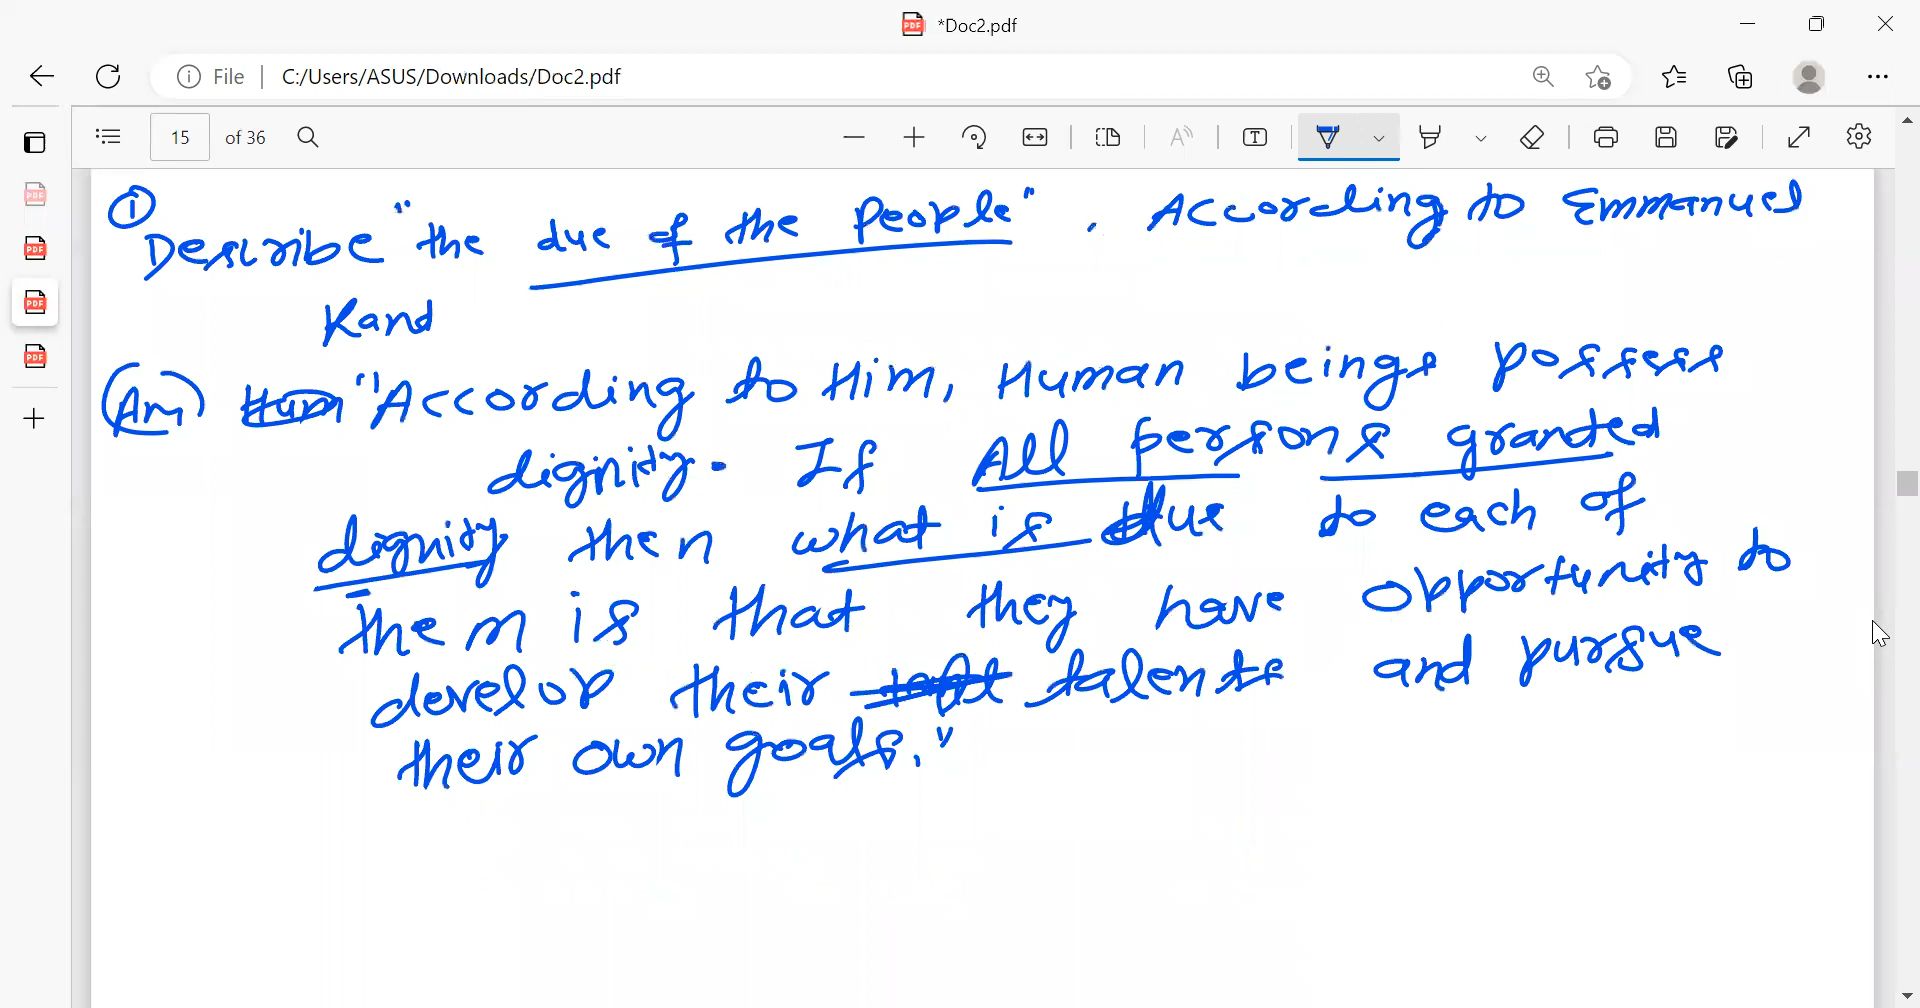 *Doc2.pdf
File C:/Users/ASUS/Downloads/Doc2.pdf
15 of 36
① Describe "the due of the People". According to Emmanuel
Kand
(Am) "According to Him, Human beings possess
dignity. If All persons granted
dignity then what is due to each of
them is that they have opportunity to
develop their talents and pursue
their own goals."